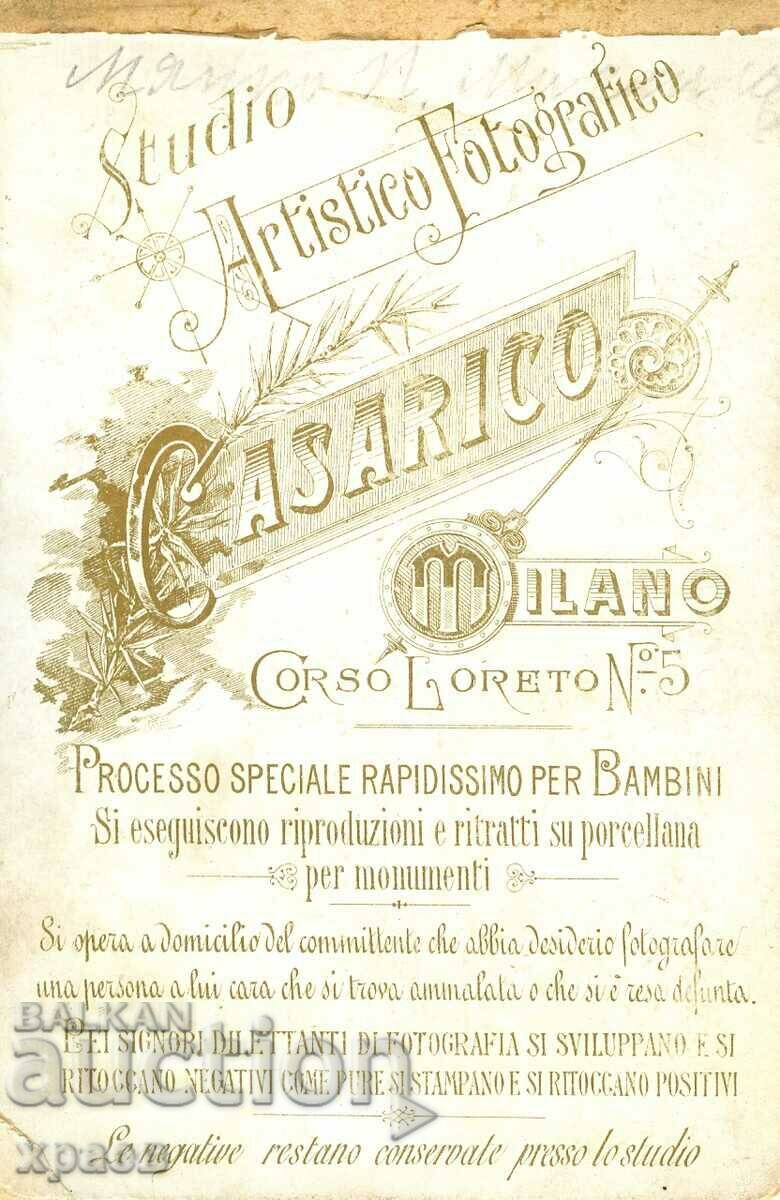 Studio
Artistico Fotografico
CASARICO
MILANO
CORSO LORETO Nº 5
PROCESSO SPECIALE RAPIDISSIMO PER BAMBINI
Si eseguiscono riproduzioni e ritratti su porcellana
per monumenti
Si opera a domicilio del committente che abbia desiderio fotografare
una persona a lui cara che si trova ammalata o che si è resa defunta.
PEI SIGNORI DILETTANTI DI FOTOGRAFIA SI SVILUPPANO E SI
RITOCCANO NEGATIVI COME PURE SI STAMPANO E SI RITOCCANO POSITIVI
Le negative restano conservate presso lo studio
BALKAN
auction
храсв